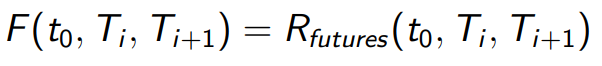 F(t₀, Tᵢ, Tᵢ₊₁) = R_futures(t₀, Tᵢ, Tᵢ₊₁)